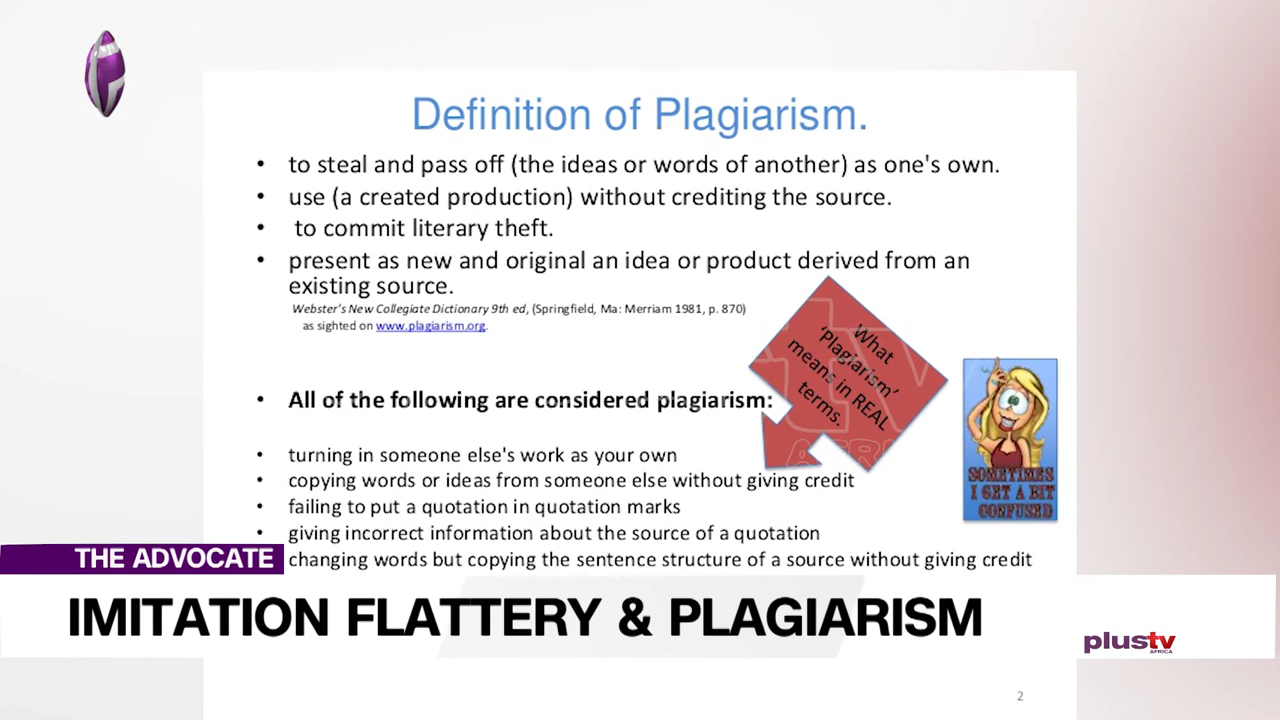 Definition of Plagiarism.
• to steal and pass off (the ideas or words of another) as one's own.
• use (a created production) without crediting the source.
• to commit literary theft.
• present as new and original an idea or product derived from an
existing source.
Webster's New Collegiate Dictionary 9th ed, (Springfield, Ma: Merriam 1981, p. 870)
as sighted on www.plagiarism.org.
What
'Plagiarism'
means in REAL
terms.
• All of the following are considered plagiarism:
• turning in someone else's work as your own
• copying words or ideas from someone else without giving credit
• failing to put a quotation in quotation marks
• giving incorrect information about the source of a quotation
changing words but copying the sentence structure of a source without giving credit
SOMETIMES
I GET A BIT
CONFUSED
THE ADVOCATE
IMITATION FLATTERY & PLAGIARISM
plustv
AFRICA
2